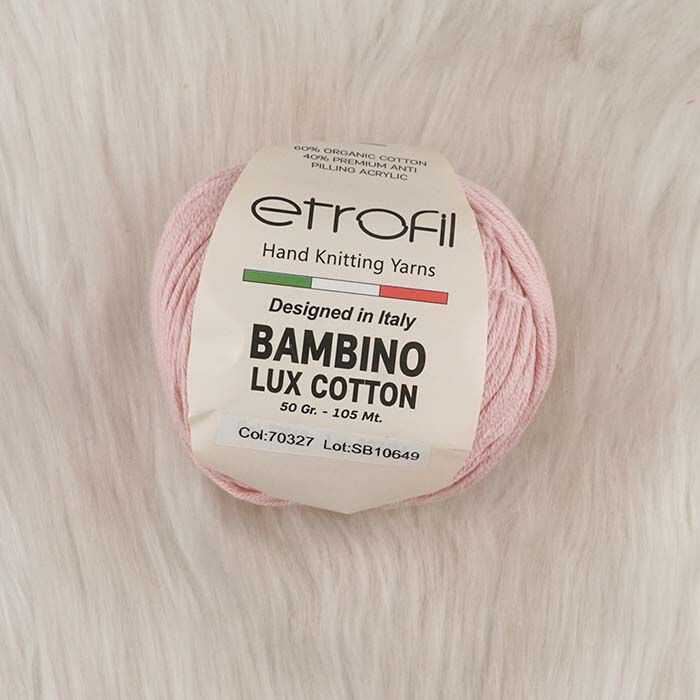 60% ORGANIC COTTON
40% PREMIUM ANTI
PILLING ACRYLIC
etrofil
Hand Knitting Yarns
Designed in Italy
BAMBINO
LUX COTTON
50 Gr. - 105 Mt.
Col:70327 Lot:SB10649